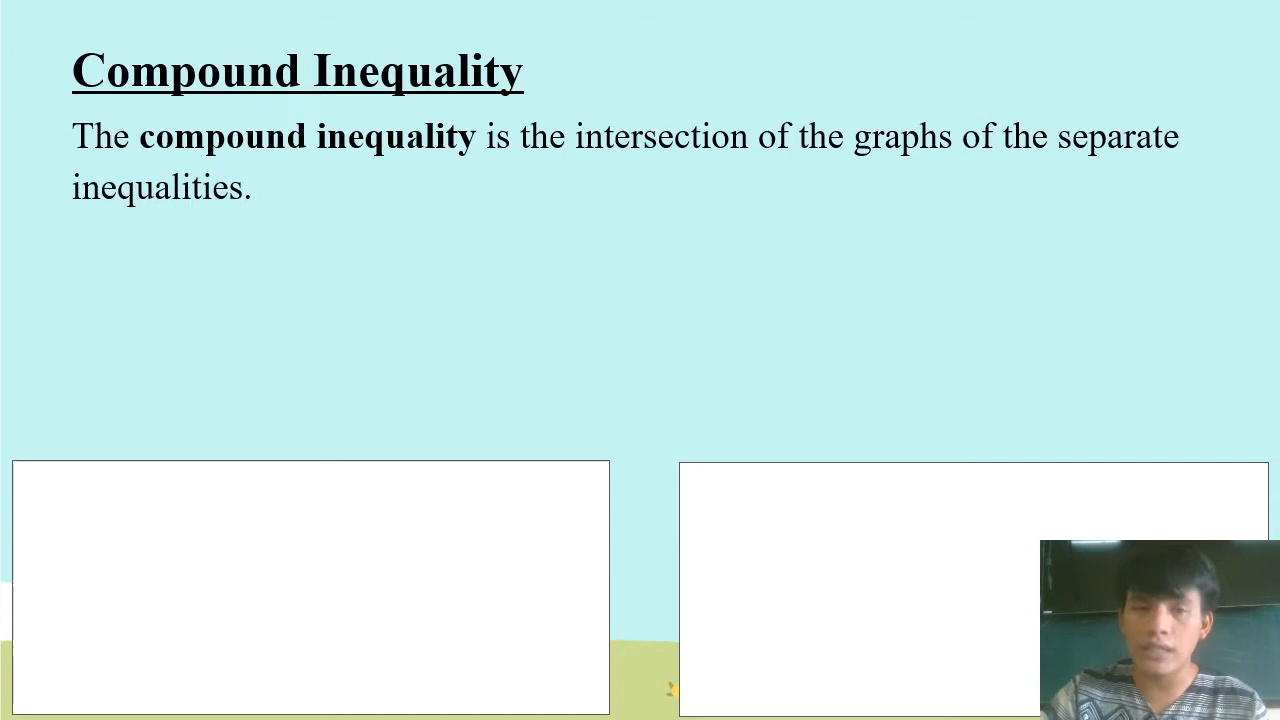 Compound Inequality
The compound inequality is the intersection of the graphs of the separate
inequalities.